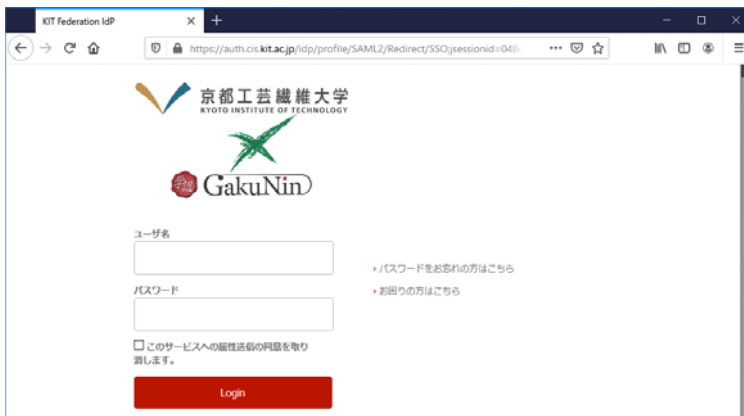 KIT Federation IdP
https://auth.cis.kit.ac.jp/idp/profile/SAML2/Redirect/SSO;jsessionid=04
京都工芸繊維大学
KYOTO INSTITUTE OF TECHNOLOGY
GakuNin
ユーザ名
パスワードをお忘れの方はこちら
パスワード
お困りの方はこちら
このサービスへの属性送信の同意を取り
消します。
Login